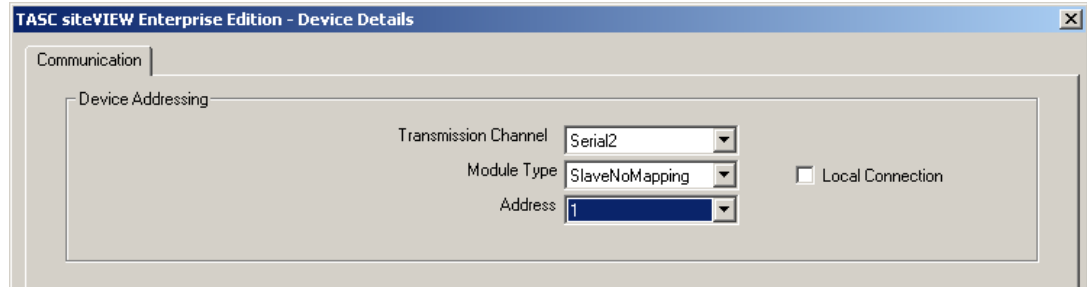 TASC siteVIEW Enterprise Edition - Device Details
Communication
Device Addressing
Transmission Channel Serial2
Module Type SlaveNoMapping Local Connection
Address 1